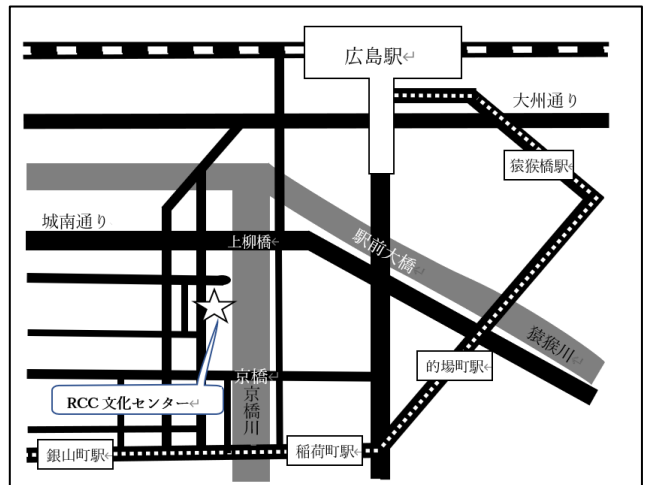 広島駅
大州通り
猿猴橋駅
城南通り
上柳橋
駅前大橋
猿猴川
的場町駅
京橋
京橋川
RCC 文化センター
銀山町駅
稲荷町駅